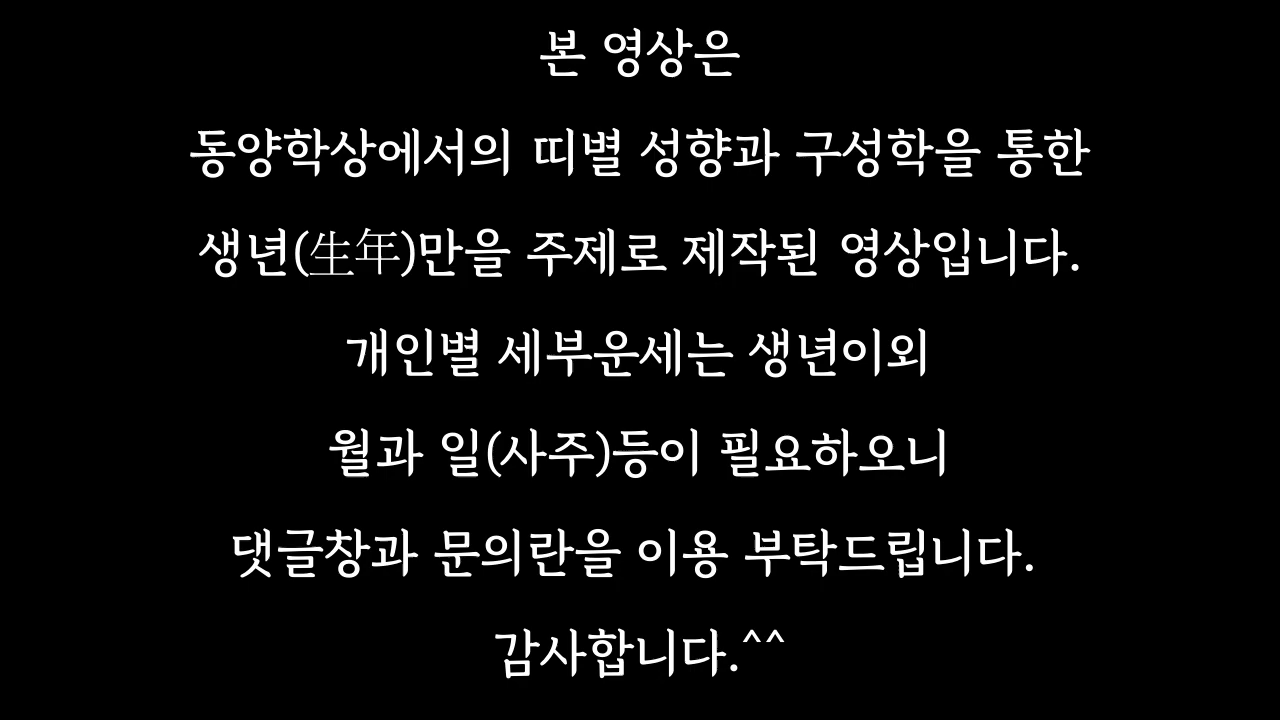 본 영상은
동양학상에서의 띠별 성향과 구성학을 통한
생년(生年)만을 주제로 제작된 영상입니다.
개인별 세부운세는 생년이외
월과 일(사주)등이 필요하오니
댓글창과 문의란을 이용 부탁드립니다.
감사합니다.^^